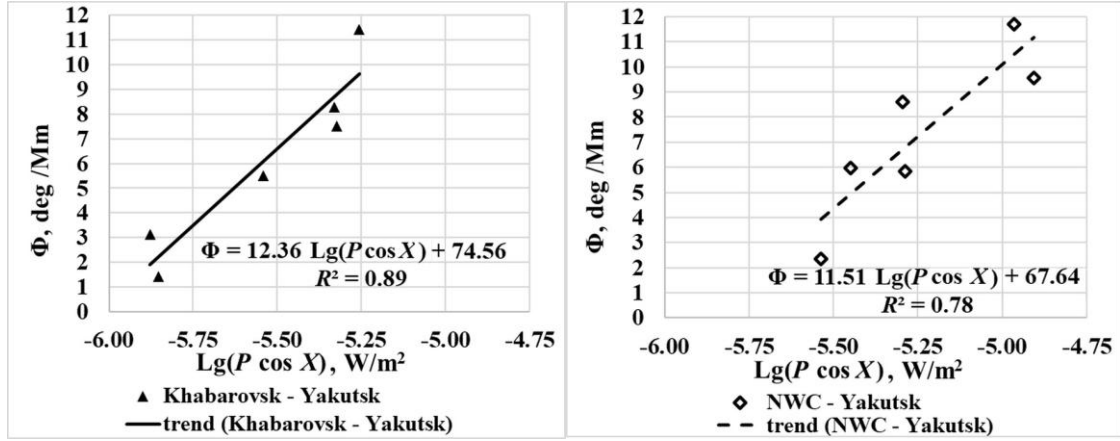 12
11
10
9
8
7
6
5
4
3
2
1
0
Φ, deg /Mm
Φ = 12.36 Lg(P cos X) + 74.56
R² = 0.89
-6.00 -5.75 -5.50 -5.25 -5.00 -4.75
Lg(P cos X), W/m²
Khabarovsk - Yakutsk
trend (Khabarovsk - Yakutsk)
12
11
10
9
8
7
6
5
4
3
2
1
0
Φ, deg /Mm
Φ = 11.51 Lg(P cos X) + 67.64
R² = 0.78
-6.00 -5.75 -5.50 -5.25 -5.00 -4.75
Lg(P cos X), W/m²
NWC - Yakutsk
trend (NWC - Yakutsk)